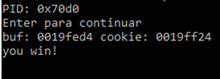 PID: 0x70d0
Enter para continuar
buf: 0019fed4 cookie: 0019ff24
you win!